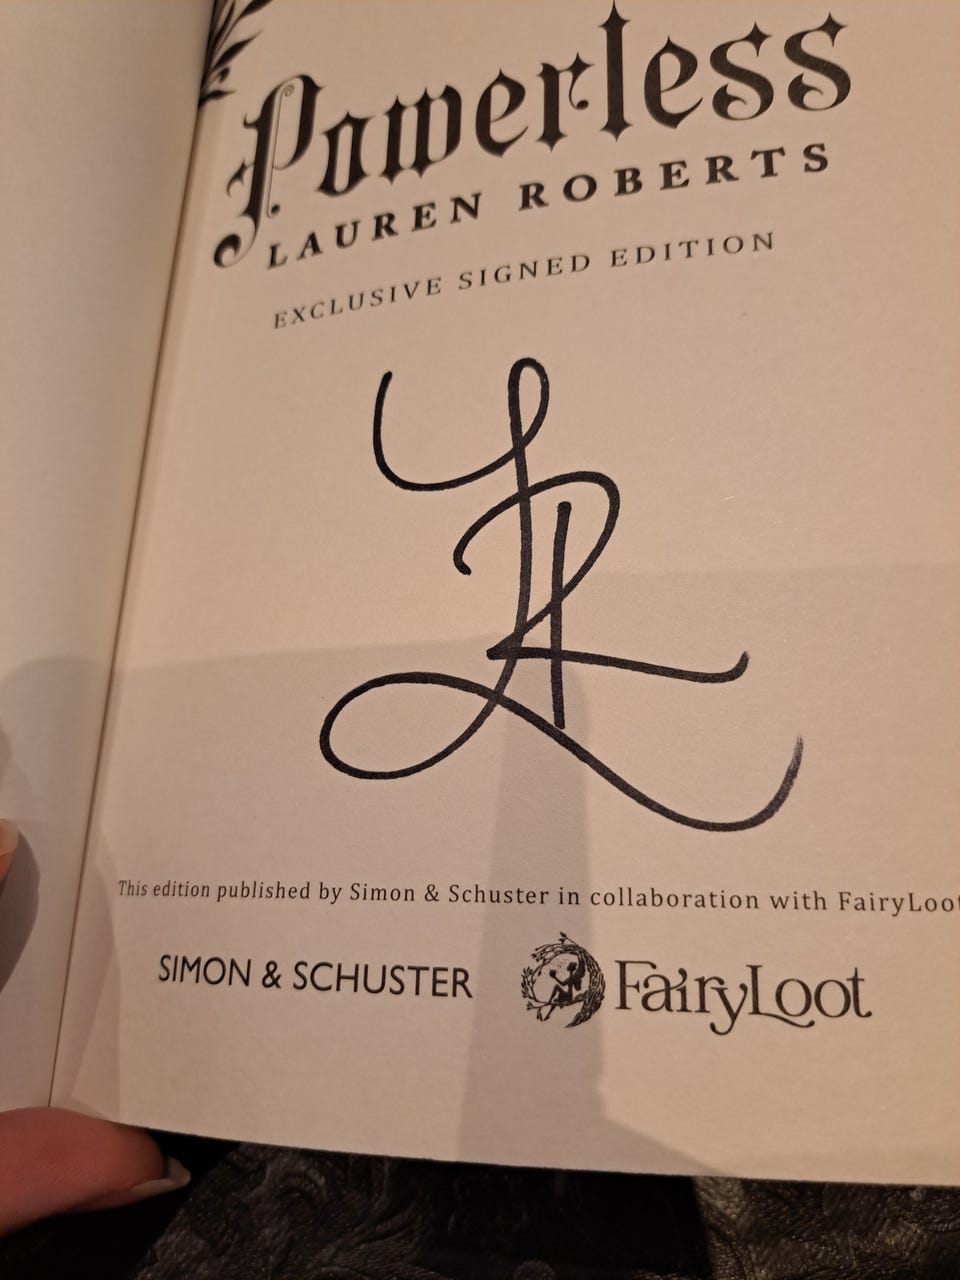 Powerless
LAUREN ROBERTS
EXCLUSIVE SIGNED EDITION
LR
This edition published by Simon & Schuster in collaboration with FairyLoot
SIMON & SCHUSTER
FairyLoot